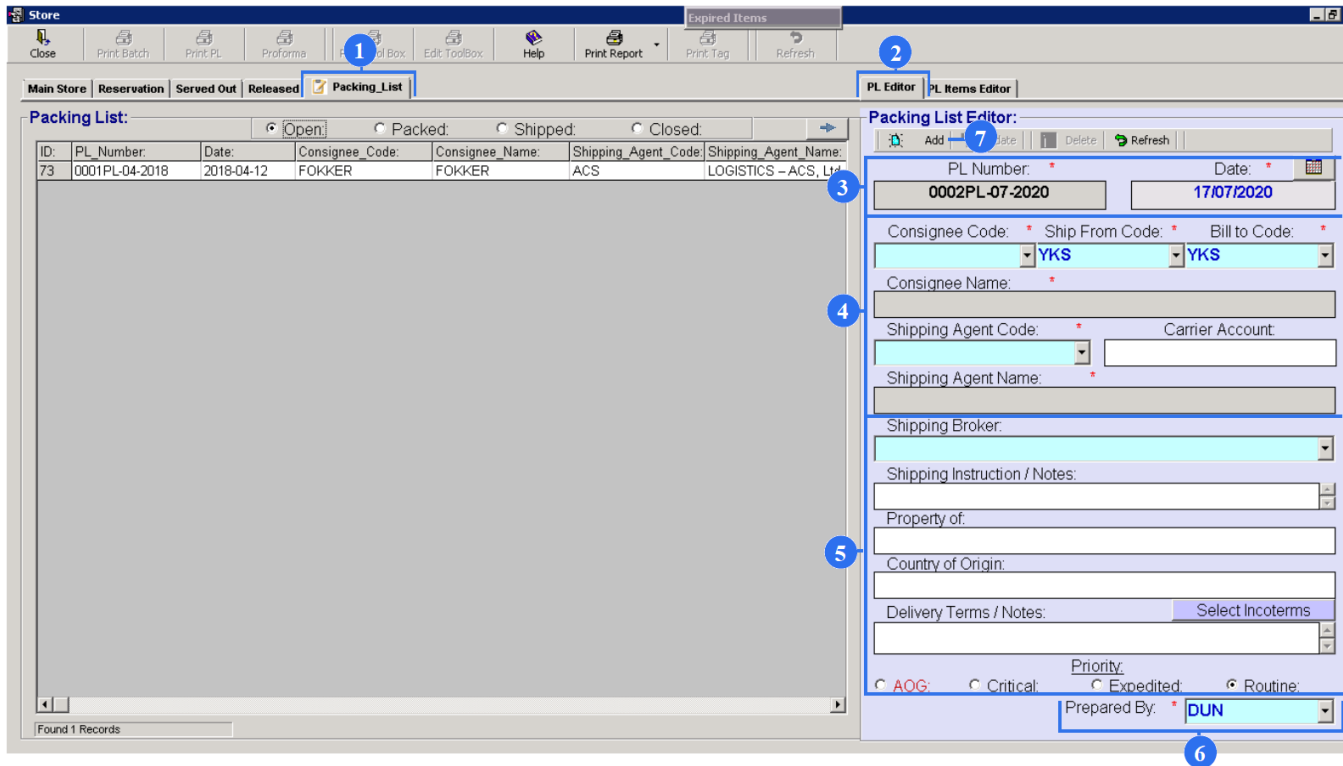 Store
Expired Items
Close Print Batch Print PL Proforma Box Edit ToolBox Help Print Report Print Tag Refresh
1
2
Main Store Reservation Served Out Released Packing_List
PL Editor PL Items Editor
Packing List:
Open: Packed: Shipped: Closed:
Packing List Editor:
Add 7 Delete Refresh
ID: PL_Number: Date: Consignee_Code: Consignee_Name: Shipping_Agent_Code: Shipping_Agent_Name:
73 0001PL-04-2018 2018-04-12 FOKKER FOKKER ACS LOGISTICS – ACS, Ltd
PL Number: * Date: *
3
0002PL-07-2020 17/07/2020
Consignee Code: * Ship From Code: * Bill to Code: *
YKS YKS
Consignee Name: *
4
Shipping Agent Code: * Carrier Account:
Shipping Agent Name: *
Shipping Broker:
Shipping Instruction / Notes:
Property of:
5
Country of Origin:
Delivery Terms / Notes: Select Incoterms
Priority:
AOG: Critical: Expedited: Routine:
Prepared By: * DUN
Found 1 Records
6